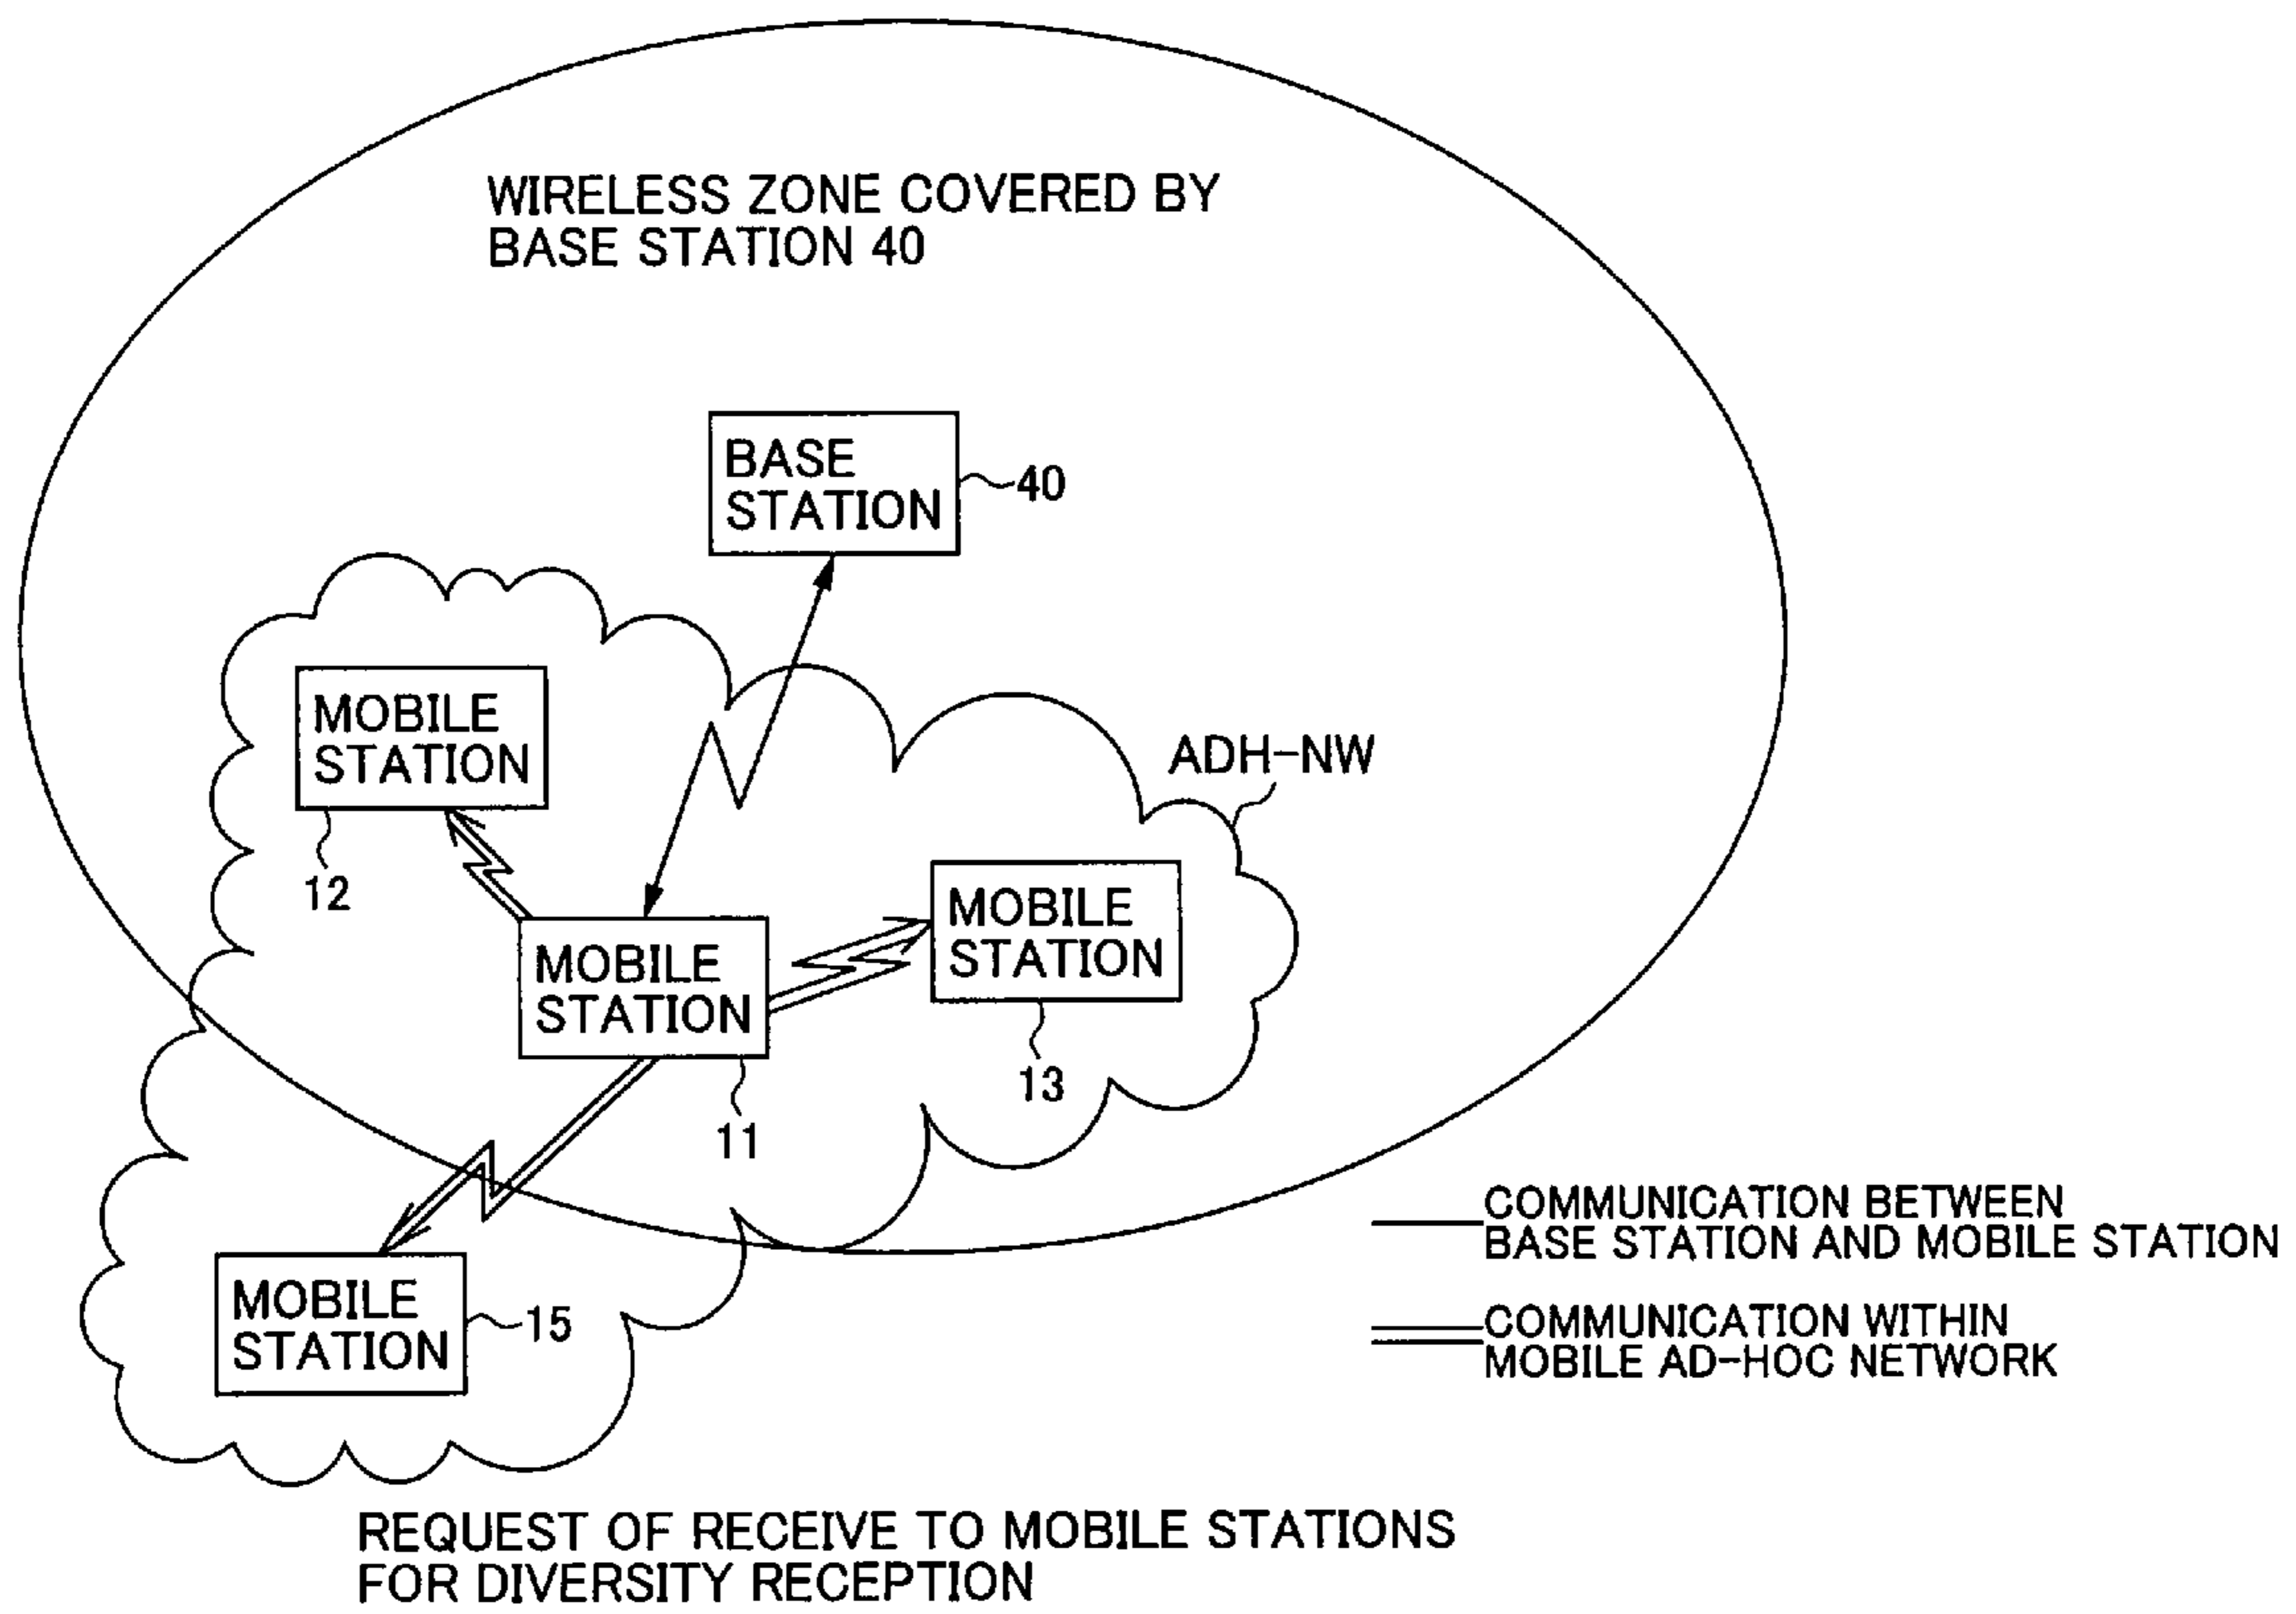 WIRELESS ZONE COVERED BY
BASE STATION 40
BASE
STATION
40
MOBILE
STATION
12
ADH-NW
MOBILE
STATION
13
MOBILE
STATION
11
MOBILE
STATION
15
COMMUNICATION BETWEEN
BASE STATION AND MOBILE STATION
COMMUNICATION WITHIN
MOBILE AD-HOC NETWORK
REQUEST OF RECEIVE TO MOBILE STATIONS
FOR DIVERSITY RECEPTION